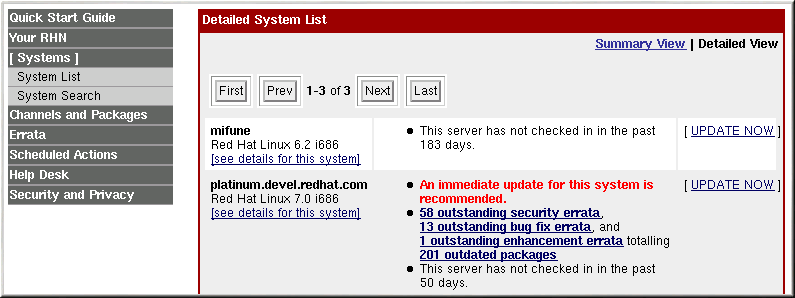 Quick Start Guide
Your RHN
[ Systems ]
System List
System Search
Channels and Packages
Errata
Scheduled Actions
Help Desk
Security and Privacy
Detailed System List
Summary View | Detailed View
First Prev 1-3 of 3 Next Last
mifune
Red Hat Linux 6.2 i686
[see details for this system]
● This server has not checked in in the past
183 days.
[ UPDATE NOW ]
platinum.devel.redhat.com
Red Hat Linux 7.0 i686
[see details for this system]
● An immediate update for this system is
recommended.
● 58 outstanding security errata,
13 outstanding bug fix errata, and
1 outstanding enhancement errata totalling
201 outdated packages
● This server has not checked in in the past
50 days.
[ UPDATE NOW ]